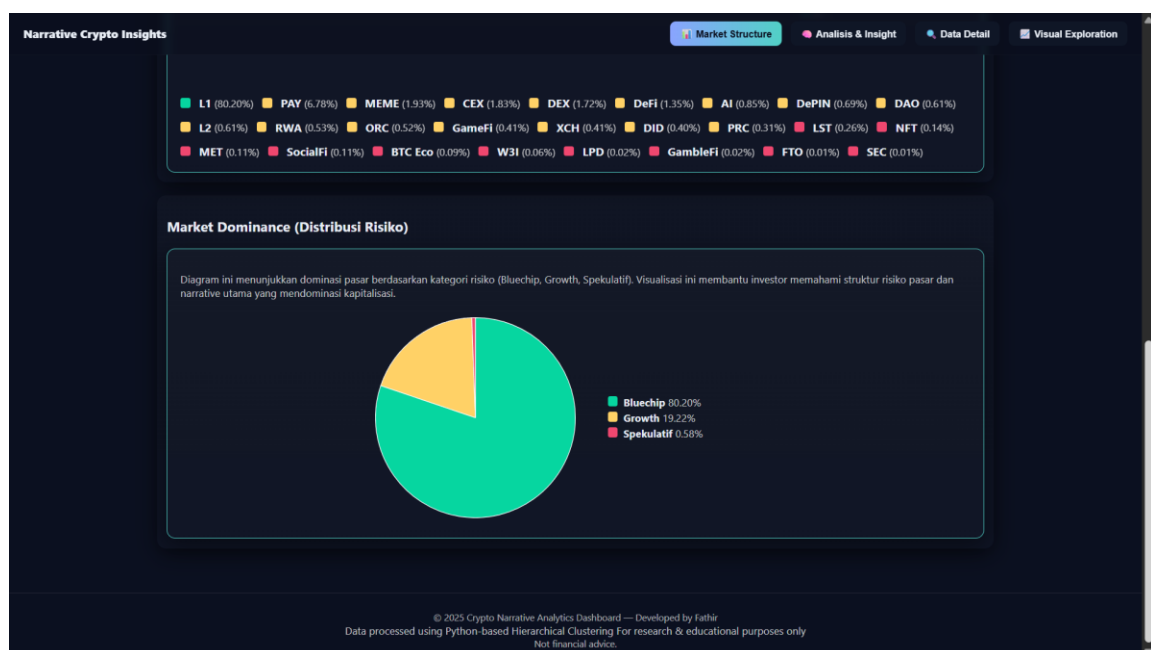 Narrative Crypto Insights
📊 Market Structure
🧠 Analisis & Insight
🔍 Data Detail
📈 Visual Exploration
L1 (80.20%) PAY (6.78%) MEME (1.93%) CEX (1.83%) DEX (1.72%) DeFi (1.35%) AI (0.85%) DePIN (0.69%) DAO (0.61%)
L2 (0.61%) RWA (0.53%) ORC (0.52%) GameFi (0.41%) XCH (0.41%) DID (0.40%) PRC (0.31%) LST (0.26%) NFT (0.14%)
MET (0.11%) SocialFi (0.11%) BTC Eco (0.09%) W3I (0.06%) LPD (0.02%) GambleFi (0.02%) FTO (0.01%) SEC (0.01%)
Market Dominance (Distribusi Risiko)
Diagram ini menunjukkan dominasi pasar berdasarkan kategori risiko (Bluechip, Growth, Spekulatif). Visualisasi ini membantu investor memahami struktur risiko pasar dan
narrative utama yang mendominasi kapitalisasi.
Bluechip 80.20%
Growth 19.22%
Spekulatif 0.58%
© 2025 Crypto Narrative Analytics Dashboard — Developed by Fathir
Data processed using Python-based Hierarchical Clustering For research & educational purposes only
Not financial advice.